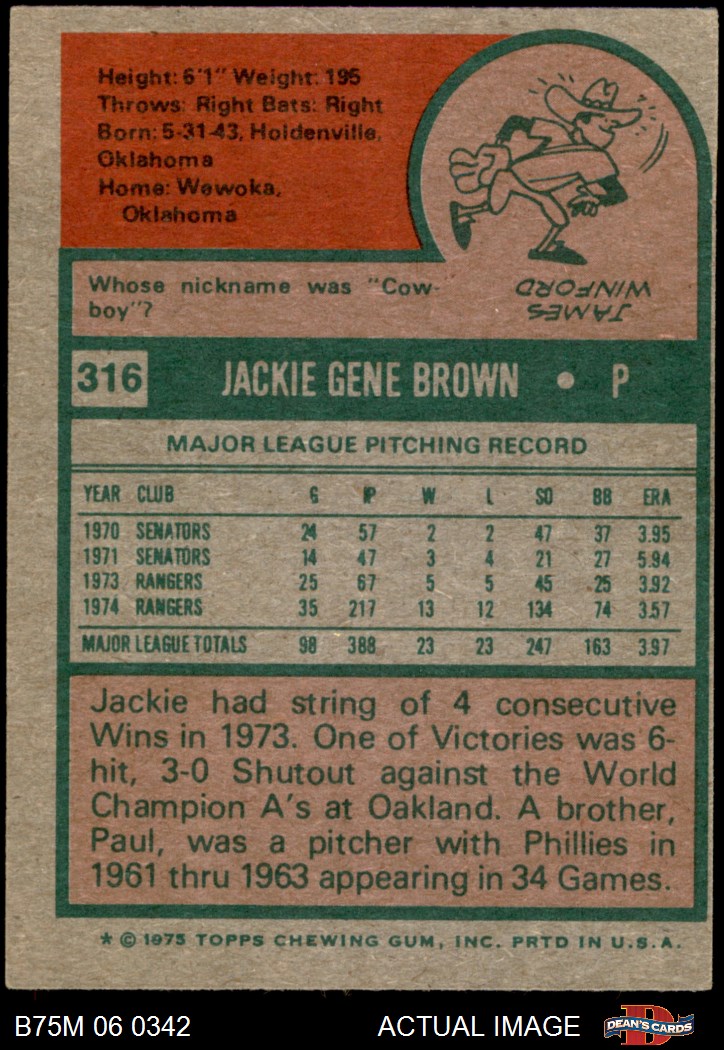 Height: 6'1" Weight: 195
Throws: Right Bats: Right
Born: 5-31-43, Holdenville,
Oklahoma
Home: Wewoka,
Oklahoma
Whose nickname was "Cow-
boy"?
JAMES
WINFORD
316 JACKIE GENE BROWN • P
MAJOR LEAGUE PITCHING RECORD
YEAR CLUB G IP W L SO BB ERA
1970 SENATORS 24 57 2 2 47 37 3.95
1971 SENATORS 14 47 3 4 21 27 5.94
1973 RANGERS 25 67 5 5 45 25 3.92
1974 RANGERS 35 217 13 12 134 74 3.57
MAJOR LEAGUE TOTALS 98 388 23 23 247 163 3.97
Jackie had string of 4 consecutive
Wins in 1973. One of Victories was 6-
hit, 3-0 Shutout against the World
Champion A's at Oakland. A brother,
Paul, was a pitcher with Phillies in
1961 thru 1963 appearing in 34 Games.
* © 1975 TOPPS CHEWING GUM, INC. PRTD IN U.S.A.
B75M 06 0342 ACTUAL IMAGE D DEAN'S CARDS